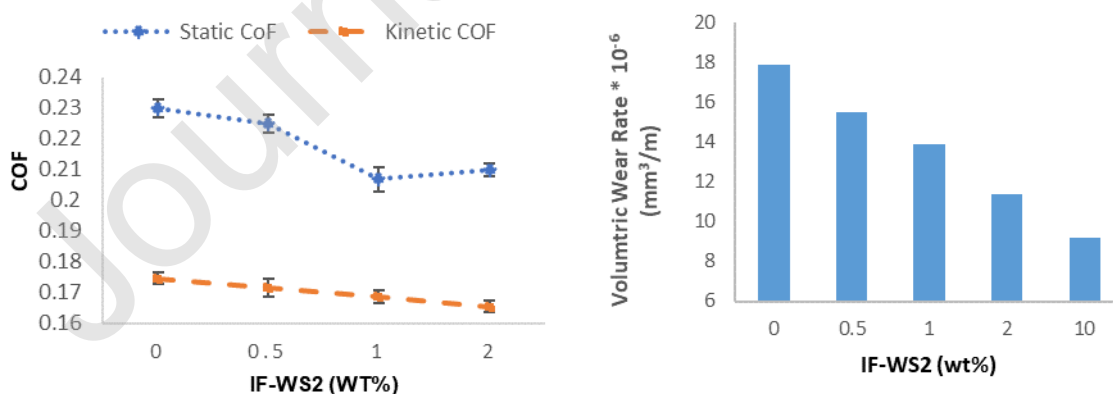 Static CoF
Kinetic COF
0.24
0.23
0.22
0.21
0.2
0.19
0.18
0.17
0.16
COF
0 0.5 1 2
IF-WS2 (WT%)
Journ
20
18
16
14
12
10
8
6
Volumtric Wear Rate * 10⁻⁶
(mm³/m)
0 0.5 1 2 10
IF-WS2 (wt%)